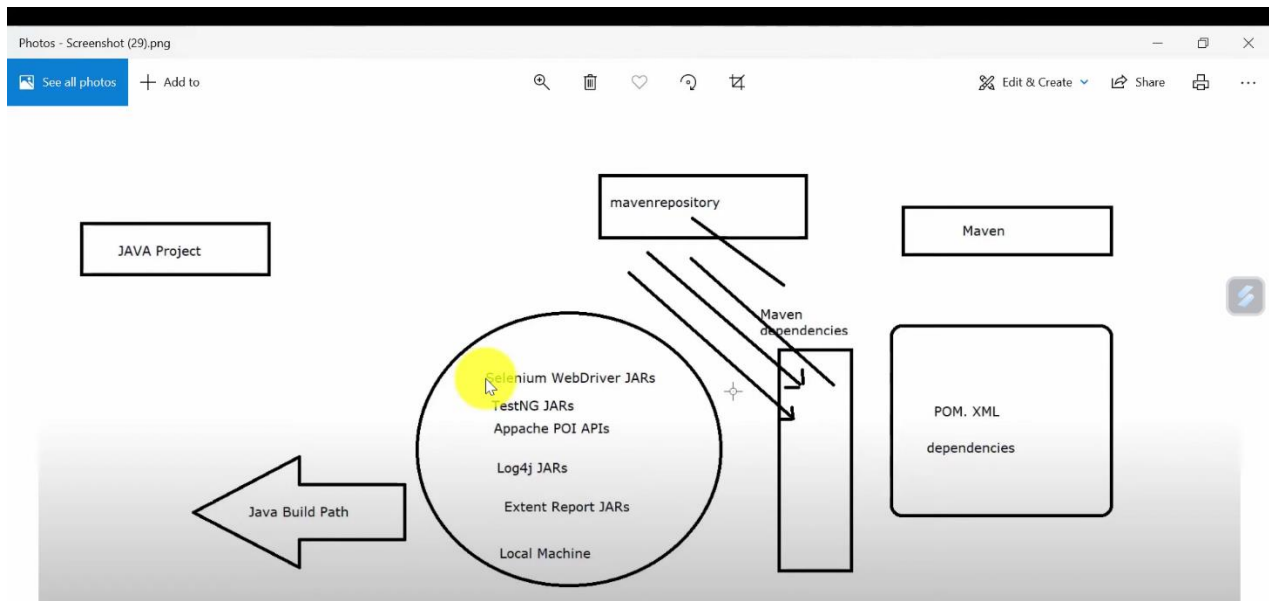 Photos - Screenshot (29).png
See all photos
Add to
Edit & Create
Share
mavenrepository
Maven
JAVA Project
Maven
dependencies
Selenium WebDriver JARs
TestNG JARs
Appache POI APIs
Log4j JARs
Extent Report JARs
Local Machine
Java Build Path
POM. XML
dependencies